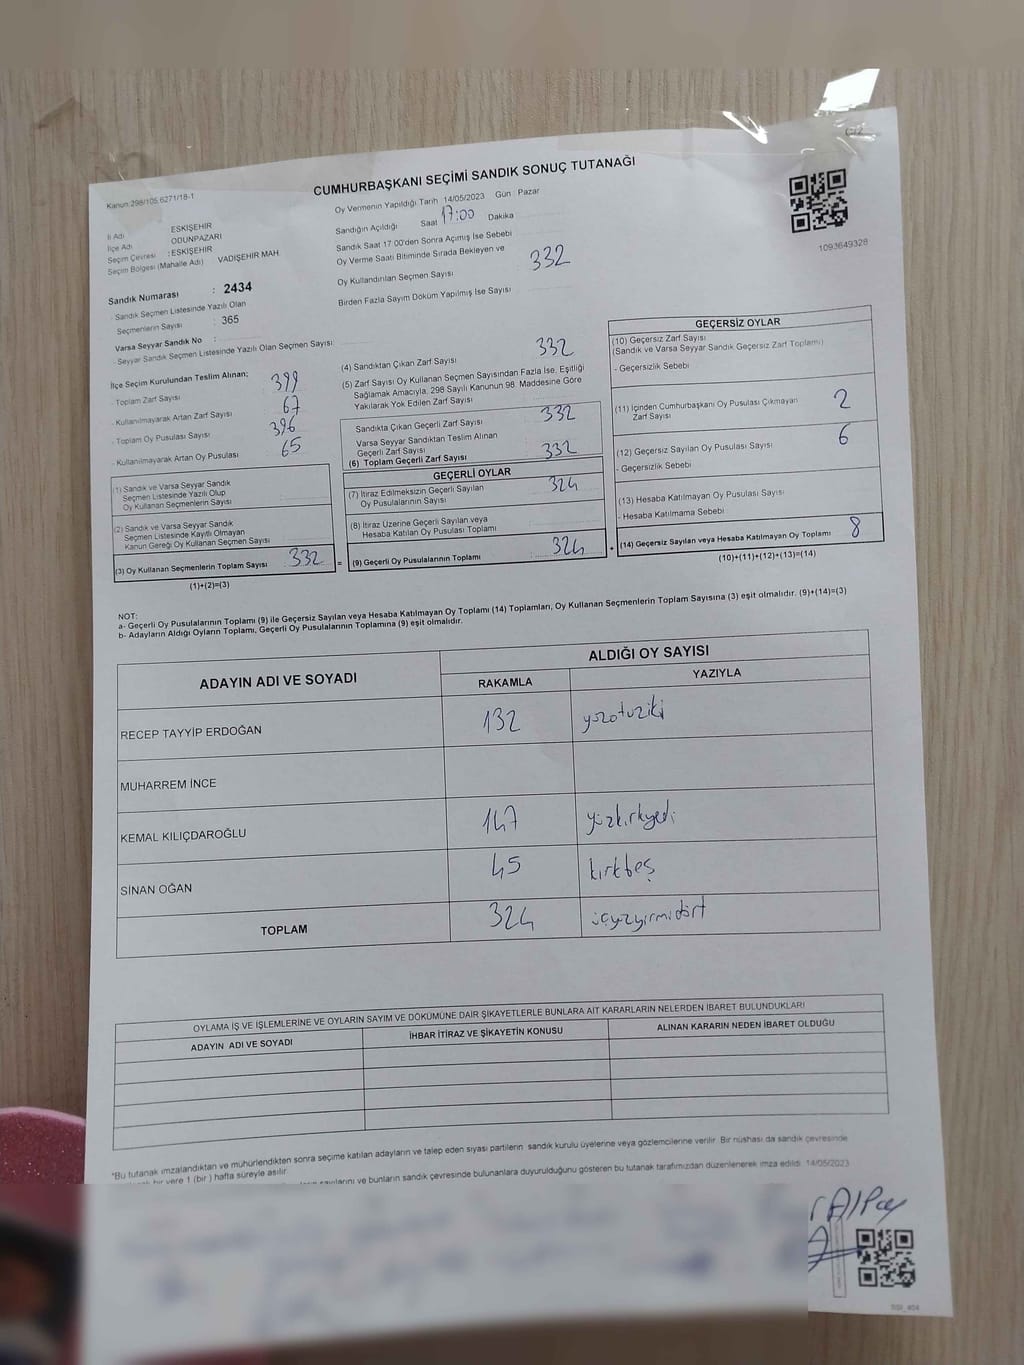 CUMHURBAŞKANI SEÇİMİ SANDIK SONUÇ TUTANAĞI
Kanun:298/105,6271/18-1
İl Adı ESKİŞEHİR
İlçe Adı ODUNPAZARI
Seçim Çevresi : ESKİŞEHİR
Seçim Bölgesi (Mahalle Adı) VADİŞEHİR MAH
Sandık Numarası : 2434
Sandık Seçmen Listesinde Yazılı Olan
Seçmenlerin Sayısı : 365
Varsa Seyyar Sandık No :
Seyyar Sandık Seçmen Listesinde Yazılı Olan Seçmen Sayısı:
Oy Vermenin Yapıldığı Tarih 14/05/2023 Gün : Pazar
Sandığın Açıldığı Saat 17:00 Dakika
Sandık Saat 17:00'den Sonra Açılmış İse Sebebi
Oy Verme Saati Bitiminde Sırada Bekleyen ve
Oy Kullandırılan Seçmen Sayısı 332
Birden Fazla Sayım Döküm Yapılmış İse Sayısı
1093649328
İlçe Seçim Kurulundan Teslim Alınan;
- Toplam Zarf Sayısı 399
- Kullanılmayarak Artan Zarf Sayısı 67
- Toplam Oy Pusulası Sayısı 396
- Kullanılmayarak Artan Oy Pusulası 65
(1) Sandık ve Varsa Seyyar Sandık
Seçmen Listesinde Yazılı Olup
Oy Kullanan Seçmenlerin Sayısı
(2) Sandık ve Varsa Seyyar Sandık
Seçmen Listesinde Kayıtlı Olmayan
Kanun Gereği Oy Kullanan Seçmen Sayısı
(3) Oy Kullanan Seçmenlerin Toplam Sayısı 332
(1)+(2)=(3)
(4) Sandıktan Çıkan Zarf Sayısı 332
(5) Zarf Sayısı Oy Kullanan Seçmen Sayısından Fazla İse, Eşitliği
Sağlamak Amacıyla, 298 Sayılı Kanunun 98. Maddesine Göre
Yakılarak Yok Edilen Zarf Sayısı
Sandıkta Çıkan Geçerli Zarf Sayısı 332
Varsa Seyyar Sandıktan Teslim Alınan
Geçerli Zarf Sayısı
(6) Toplam Geçerli Zarf Sayısı 332
GEÇERLİ OYLAR
(7) İtiraz Edilmeksizin Geçerli Sayılan
Oy Pusulalarının Sayısı 324
(8) İtiraz Üzerine Geçerli Sayılan veya
Hesaba Katılan Oy Pusulası Toplamı
= (9) Geçerli Oy Pusulalarının Toplamı 324
GEÇERSİZ OYLAR
(10) Geçersiz Zarf Sayısı
(Sandık ve Varsa Seyyar Sandık Geçersiz Zarf Toplamı)
- Geçersizlik Sebebi
(11) İçinden Cumhurbaşkanı Oy Pusulası Çıkmayan
Zarf Sayısı 2
(12) Geçersiz Sayılan Oy Pusulası Sayısı 6
- Geçersizlik Sebebi
(13) Hesaba Katılmayan Oy Pusulası Sayısı
- Hesaba Katılmama Sebebi
+ (14) Geçersiz Sayılan veya Hesaba Katılmayan Oy Toplamı 8
(10)+(11)+(12)+(13)=(14)
NOT:
a- Geçerli Oy Pusulalarının Toplamı (9) ile Geçersiz Sayılan veya Hesaba Katılmayan Oy Toplamı (14) Toplamları, Oy Kullanan Seçmenlerin Toplam Sayısına (3) eşit olmalıdır. (9)+(14)=(3)
b- Adayların Aldığı Oyların Toplamı, Geçerli Oy Pusulalarının Toplamına (9) eşit olmalıdır.
ADAYIN ADI VE SOYADI
ALDIĞI OY SAYISI
RAKAMLA YAZIYLA
RECEP TAYYİP ERDOĞAN 132 yüzotuziki
MUHARREM İNCE
KEMAL KILIÇDAROĞLU 147 yüzkırkyedi
SİNAN OĞAN 45 kırkbeş
TOPLAM 324 üçyüzyirmidört
OYLAMA İŞ VE İŞLEMLERİNE VE OYLARIN SAYIM VE DÖKÜMÜNE DAİR ŞİKAYETLERLE BUNLARA AİT KARARLARIN NELERDEN İBARET BULUNDUKLARI
ADAYIN ADI VE SOYADI İHBAR İTİRAZ VE ŞİKAYETİN KONUSU ALINAN KARARIN NEDEN İBARET OLDUĞU
*Bu tutanak imzalandıktan ve mühürlendikten sonra seçime katılan adayların ve talep eden siyasi partilerin sandık kurulu üyelerine veya gözlemcilerine verilir. Bir nüshası da sandık çevresinde
bir yere 1 (bir) hafta süreyle asılır.
sayılarını ve bunların sandık çevresinde bulunanlara duyurulduğunu gösteren bu tutanak tarafımızdan düzenlenerek imza edildi. 14/05/2023